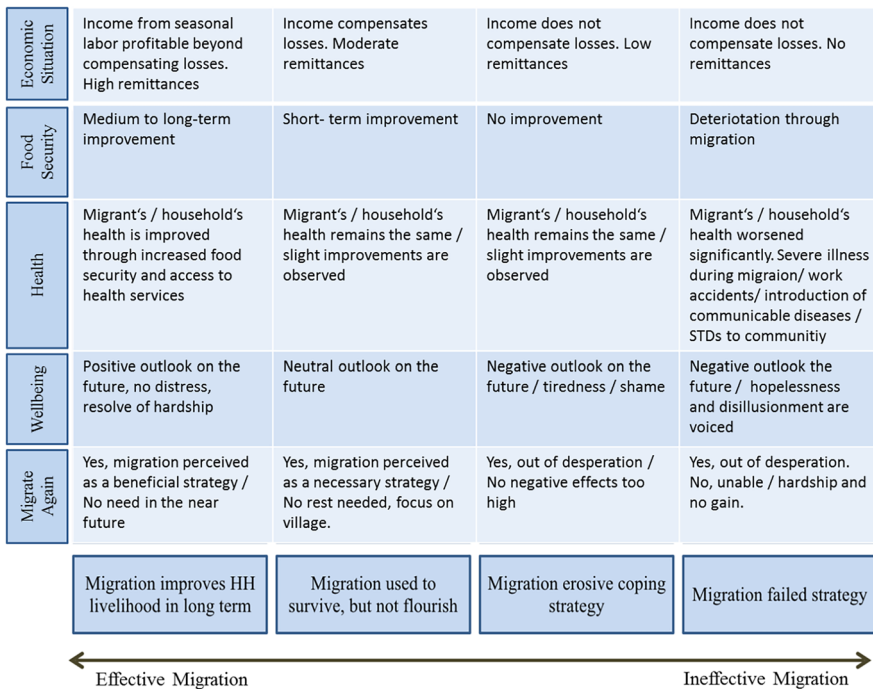 Economic
Situation
Income from seasonal
labor profitable beyond
compensating losses.
High remittances
Income compensates
losses. Moderate
remittances
Income does not
compensate losses. Low
remittances
Income does not
compensate losses. No
remittances
Food
Security
Medium to long-term
improvement
Short- term improvement
No improvement
Deteriotation through
migration
Health
Migrant‘s / household‘s
health is improved
through increased food
security and access to
health services
Migrant‘s / household‘s
health remains the same /
slight improvements are
observed
Migrant‘s / household‘s
health remains the same /
slight improvements are
observed
Migrant‘s / household‘s
health worsened
significantly. Severe illness
during migraion/ work
accidents/ introduction of
communicable diseases /
STDs to communitiy
Wellbeing
Positive outlook on the
future, no distress,
resolve of hardship
Neutral outlook on the
future
Negative outlook on the
future / tiredness / shame
Negative outlook the
future / hopelessness
and disillusionment are
voiced
Migrate
Again
Yes, migration perceived
as a beneficial strategy /
No need in the near
future
Yes, migration perceived
as a necessary strategy /
No rest needed, focus on
village.
Yes, out of desperation /
No negative effects too
high
Yes, out of desperation.
No, unable / hardship and
no gain.
Migration improves HH
livelihood in long term
Migration used to
survive, but not flourish
Migration erosive coping
strategy
Migration failed strategy
Effective Migration
Ineffective Migration